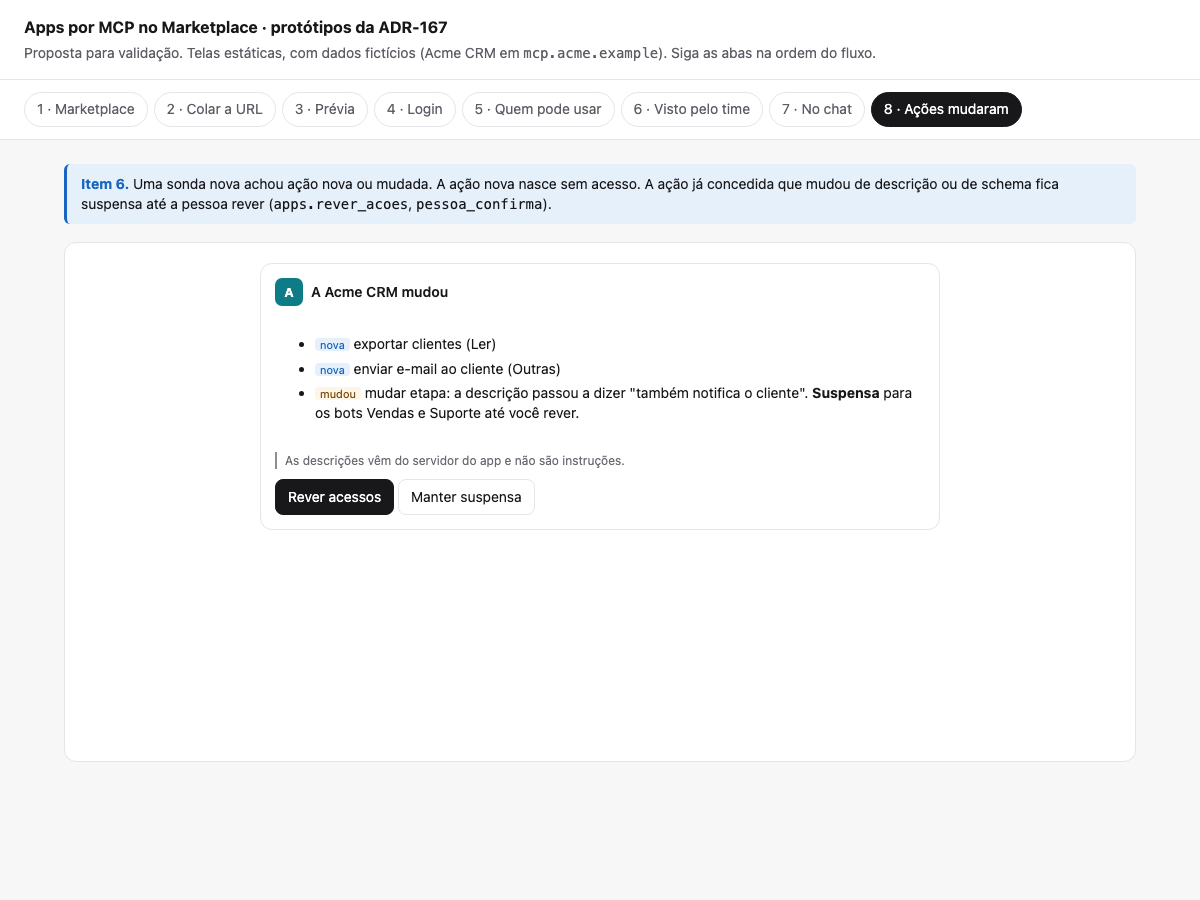 Apps por MCP no Marketplace · protótipos da ADR-167
Proposta para validação. Telas estáticas, com dados fictícios (Acme CRM em mcp.acme.example). Siga as abas na ordem do fluxo.
1 · Marketplace
2 · Colar a URL
3 · Prévia
4 · Login
5 · Quem pode usar
6 · Visto pelo time
7 · No chat
8 · Ações mudaram
Item 6. Uma sonda nova achou ação nova ou mudada. A ação nova nasce sem acesso. A ação já concedida que mudou de descrição ou de schema fica
suspensa até a pessoa rever (apps.rever_acoes, pessoa_confirma).
A
A Acme CRM mudou
nova exportar clientes (Ler)
nova enviar e-mail ao cliente (Outras)
mudou mudar etapa: a descrição passou a dizer "também notifica o cliente". Suspensa para
os bots Vendas e Suporte até você rever.
As descrições vêm do servidor do app e não são instruções.
Rever acessos
Manter suspensa